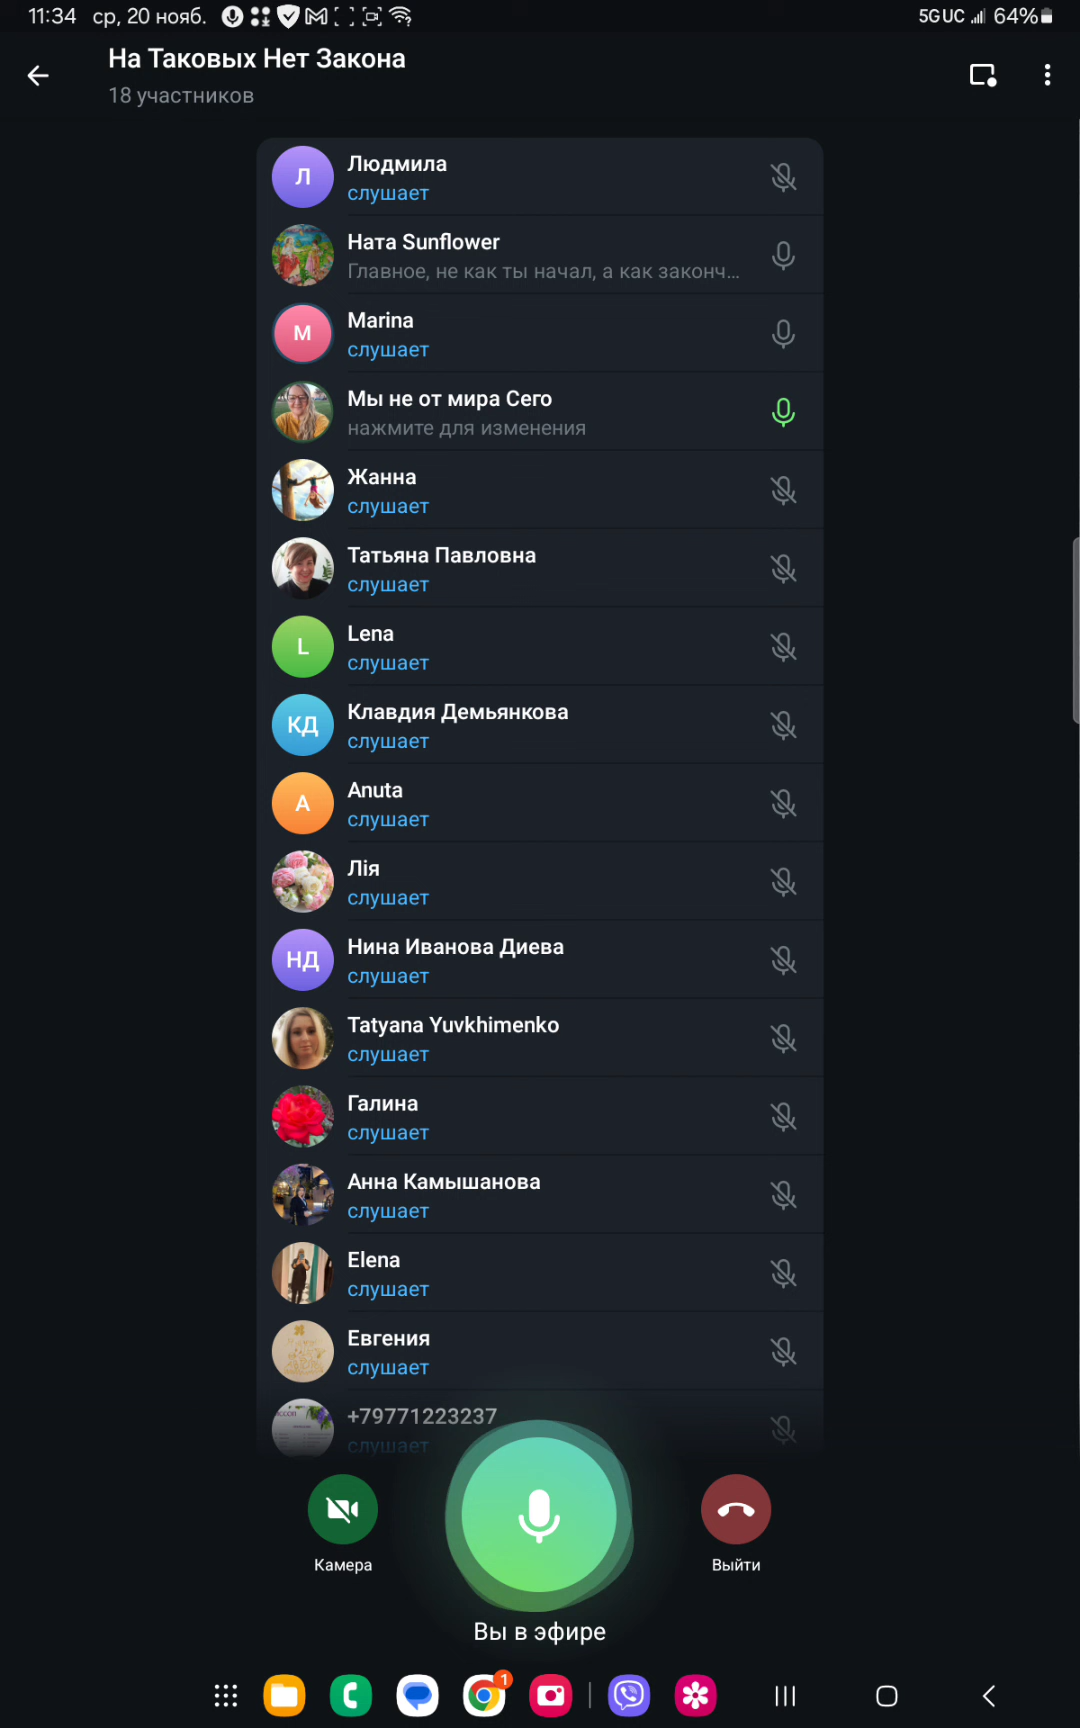 11:34 ср, 20 нояб.
5G UC 64%
На Таковых Нет Закона
18 участников
Л
Людмила
слушает
Ната Sunflower
Главное, не как ты начал, а как законч...
M
Marina
слушает
Мы не от мира Сего
нажмите для изменения
Жанна
слушает
Татьяна Павловна
слушает
L
Lena
слушает
КД
Клавдия Демьянкова
слушает
A
Anuta
слушает
Лія
слушает
НД
Нина Иванова Диева
слушает
Tatyana Yuvkhimenko
слушает
Галина
слушает
Анна Камышанова
слушает
Elena
слушает
Евгения
слушает
+79771223237
слушает
Камера
Выйти
Вы в эфире
1